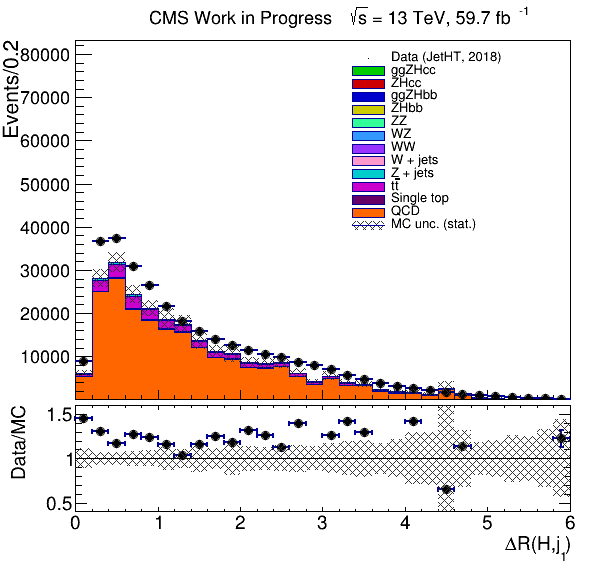 CMS Work in Progress √s = 13 TeV, 59.7 fb⁻¹
Events/0.2
80000
70000
60000
50000
40000
30000
20000
10000
Data (JetHT, 2018)
ggZHcc
ZHcc
ggZHbb
ZHbb
ZZ
WZ
WW
W + jets
Z + jets
tt̅
Single top
QCD
MC unc. (stat.)
Data/MC
1.5
1
0.5
0 1 2 3 4 5 6
ΔR(H,j₁)